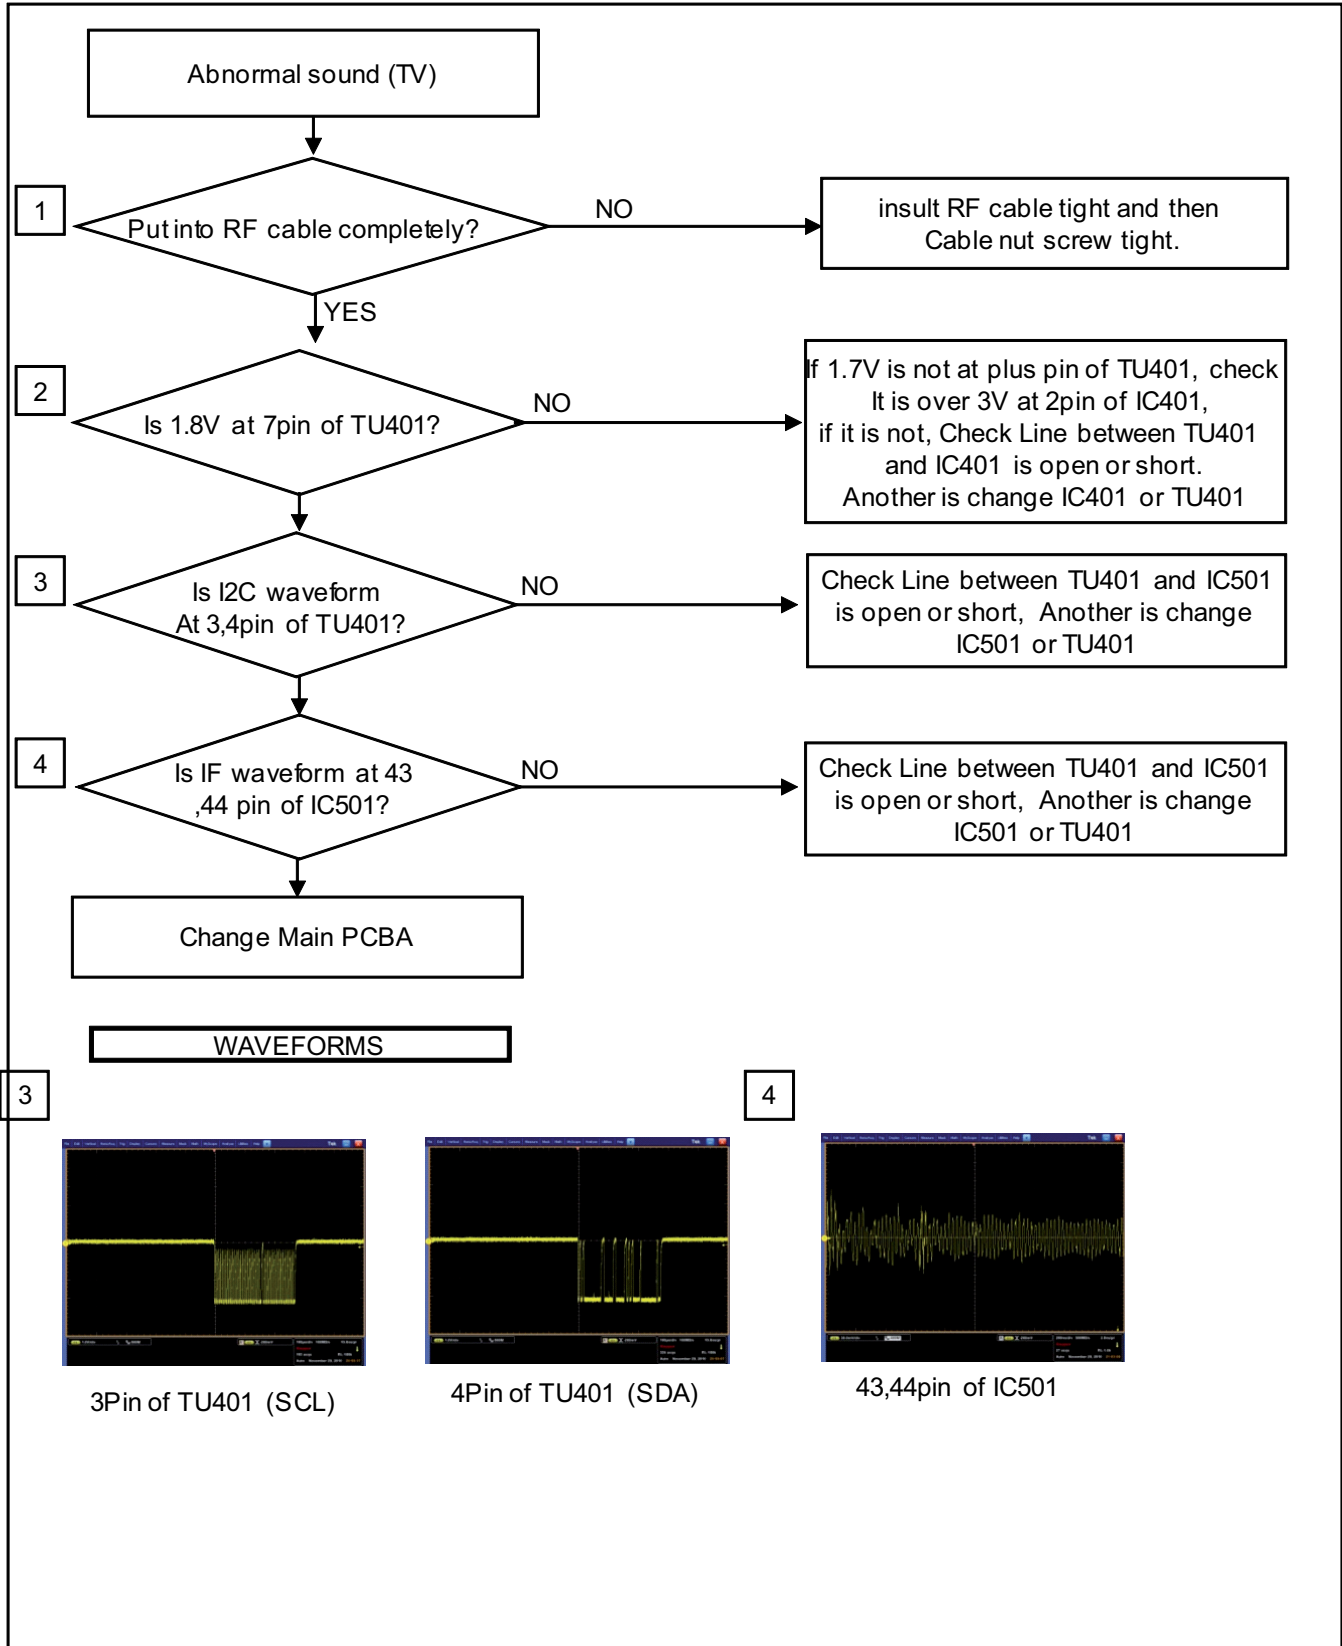 Abnormal sound (TV)
1
Put into RF cable completely?
NO
insult RF cable tight and then
Cable nut screw tight.
YES
2
Is 1.8V at 7pin of TU401?
NO
If 1.7V is not at plus pin of TU401, check
It is over 3V at 2pin of IC401,
if it is not, Check Line between TU401
and IC401 is open or short.
Another is change IC401 or TU401
3
Is I2C waveform
At 3,4pin of TU401?
NO
Check Line between TU401 and IC501
is open or short, Another is change
IC501 or TU401
4
Is IF waveform at 43
,44 pin of IC501?
NO
Check Line between TU401 and IC501
is open or short, Another is change
IC501 or TU401
Change Main PCBA
WAVEFORMS
3
4
Tek
Tek
Tek
3Pin of TU401 (SCL)
4Pin of TU401 (SDA)
43,44pin of IC501